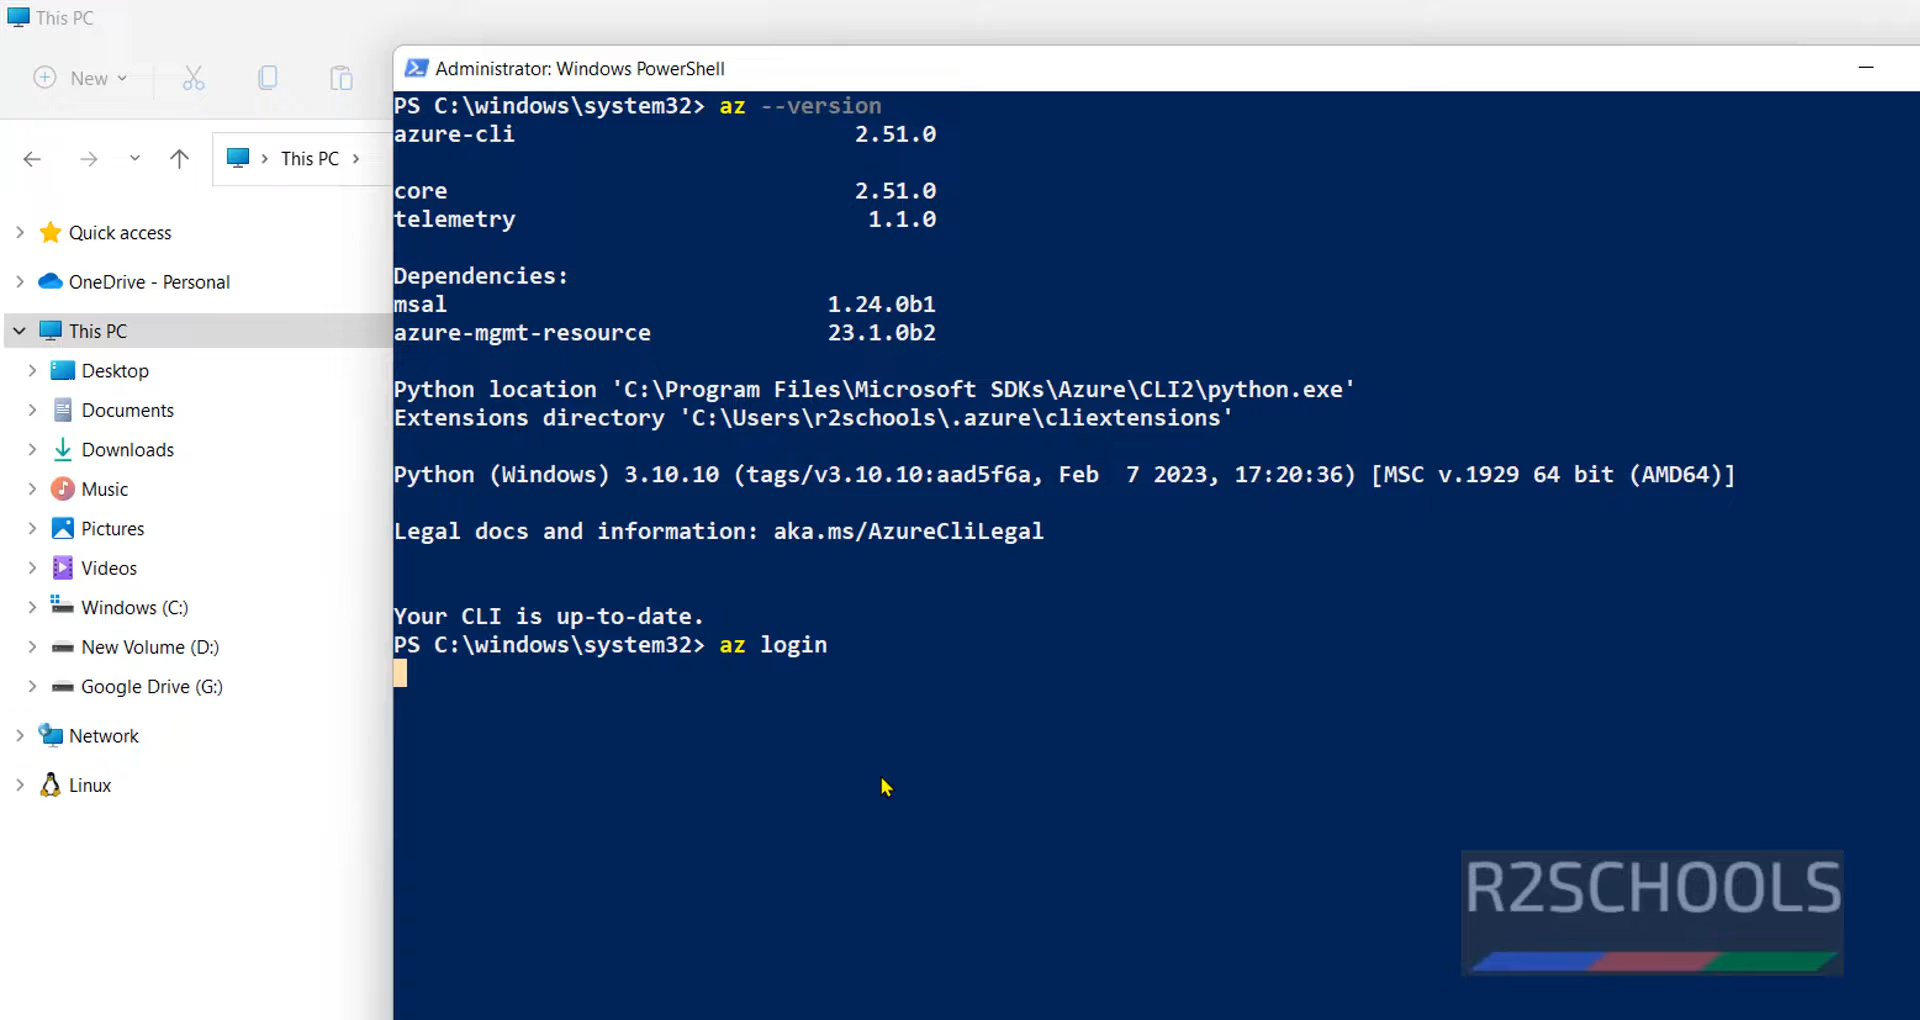 This PC
New
This PC
Quick access
OneDrive - Personal
This PC
Desktop
Documents
Downloads
Music
Pictures
Videos
Windows (C:)
New Volume (D:)
Google Drive (G:)
Network
Linux
Administrator: Windows PowerShell
PS C:\windows\system32> az --version
azure-cli 2.51.0
core 2.51.0
telemetry 1.1.0
Dependencies:
msal 1.24.0b1
azure-mgmt-resource 23.1.0b2
Python location 'C:\Program Files\Microsoft SDKs\Azure\CLI2\python.exe'
Extensions directory 'C:\Users\r2schools\.azure\cliextensions'
Python (Windows) 3.10.10 (tags/v3.10.10:aad5f6a, Feb  7 2023, 17:20:36) [MSC v.1929 64 bit (AMD64)]
Legal docs and information: aka.ms/AzureCliLegal
Your CLI is up-to-date.
PS C:\windows\system32> az login
R2SCHOOLS